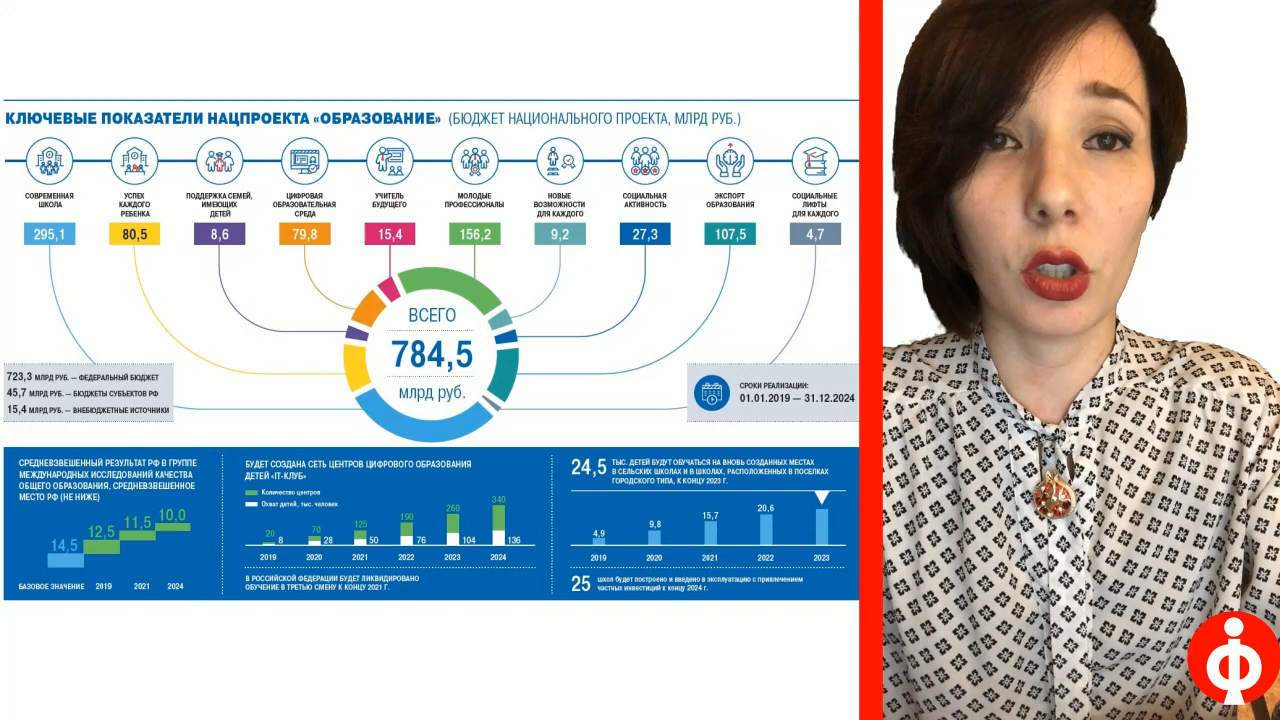 КЛЮЧЕВЫЕ ПОКАЗАТЕЛИ НАЦПРОЕКТА «ОБРАЗОВАНИЕ» (БЮДЖЕТ НАЦИОНАЛЬНОГО ПРОЕКТА, МЛРД РУБ.)
СОВРЕМЕННАЯ
ШКОЛА
УСПЕХ
КАЖДОГО
РЕБЕНКА
ПОДДЕРЖКА СЕМЕЙ,
ИМЕЮЩИХ
ДЕТЕЙ
ЦИФРОВАЯ
ОБРАЗОВАТЕЛЬНАЯ
СРЕДА
УЧИТЕЛЬ
БУДУЩЕГО
МОЛОДЫЕ
ПРОФЕССИОНАЛЫ
НОВЫЕ
ВОЗМОЖНОСТИ
ДЛЯ КАЖДОГО
СОЦИАЛЬНАЯ
АКТИВНОСТЬ
ЭКСПОРТ
ОБРАЗОВАНИЯ
СОЦИАЛЬНЫЕ
ЛИФТЫ
ДЛЯ КАЖДОГО
295,1 80,5 8,6 79,8 15,4 156,2 9,2 27,3 107,5 4,7
ВСЕГО
784,5
млрд руб.
723,3 МЛРД РУБ. — ФЕДЕРАЛЬНЫЙ БЮДЖЕТ
45,7 МЛРД РУБ. — БЮДЖЕТЫ СУБЪЕКТОВ РФ
15,4 МЛРД РУБ. — ВНЕБЮДЖЕТНЫЕ ИСТОЧНИКИ
СРОКИ РЕАЛИЗАЦИИ:
01.01.2019 — 31.12.2024
СРЕДНЕВЗВЕШЕННЫЙ РЕЗУЛЬТАТ РФ В ГРУППЕ
МЕЖДУНАРОДНЫХ ИССЛЕДОВАНИЙ КАЧЕСТВА
ОБЩЕГО ОБРАЗОВАНИЯ, СРЕДНЕВЗВЕШЕННОЕ
МЕСТО РФ (НЕ НИЖЕ)
14,5 12,5 11,5 10,0
БАЗОВОЕ ЗНАЧЕНИЕ 2019 2021 2024
БУДЕТ СОЗДАНА СЕТЬ ЦЕНТРОВ ЦИФРОВОГО ОБРАЗОВАНИЯ
ДЕТЕЙ «IT-КЛУБ»
Количество центров
Охват детей, тыс. человек
20 8 70 28 125 50 190 76 260 104 340 136
2019 2020 2021 2022 2023 2024
В РОССИЙСКОЙ ФЕДЕРАЦИИ БУДЕТ ЛИКВИДИРОВАНО
ОБУЧЕНИЕ В ТРЕТЬЮ СМЕНУ К КОНЦУ 2021 Г.
24,5 ТЫС. ДЕТЕЙ БУДУТ ОБУЧАТЬСЯ НА ВНОВЬ СОЗДАННЫХ МЕСТАХ
В СЕЛЬСКИХ ШКОЛАХ И В ШКОЛАХ, РАСПОЛОЖЕННЫХ В ПОСЕЛКАХ
ГОРОДСКОГО ТИПА, К КОНЦУ 2023 Г.
4,9 9,8 15,7 20,6
2019 2020 2021 2022 2023
25 школ будет построено и введено в эксплуатацию с привлечением
частных инвестиций к концу 2024 г.